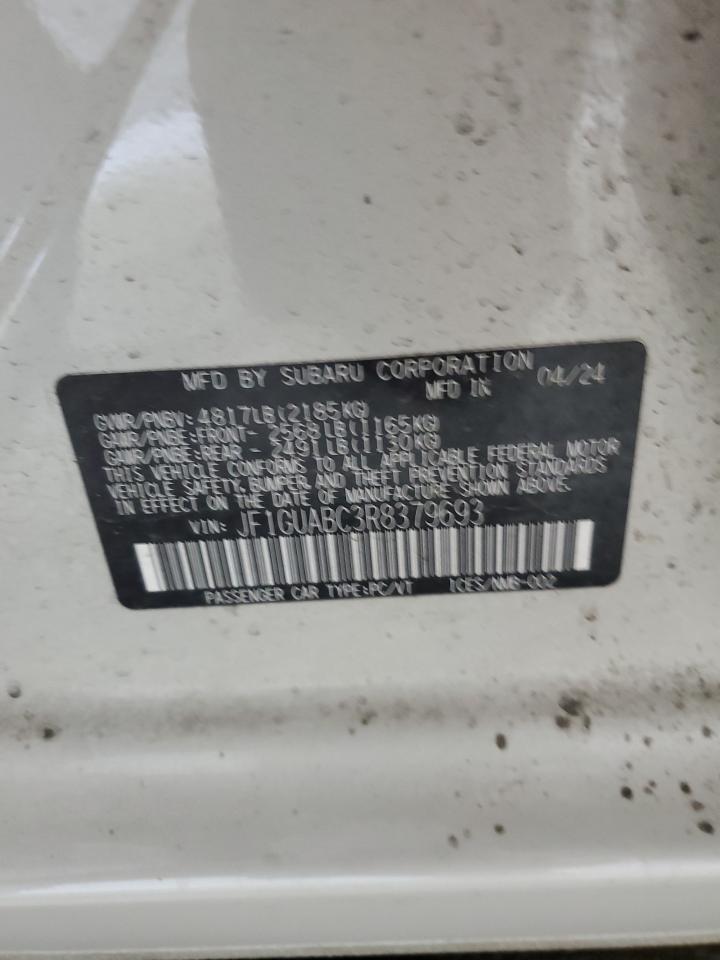 MFD BY SUBARU CORPORATION
MFD IN 04/24
GVWR/PNBV: 4817LB(2185KG)
GAWR/PNBE:FRONT- 2568LB(1165KG)
GAWR/PNBE:REAR - 2491LB(1130KG)
THIS VEHICLE CONFORMS TO ALL APPLICABLE FEDERAL MOTOR
VEHICLE SAFETY, BUMPER, AND THEFT PREVENTION STANDARDS
IN EFFECT ON THE DATE OF MANUFACTURE SHOWN ABOVE.
VIN: JF1GUABC3R8379693
PASSENGER CAR TYPE:PC/VT ICES/NMB-002